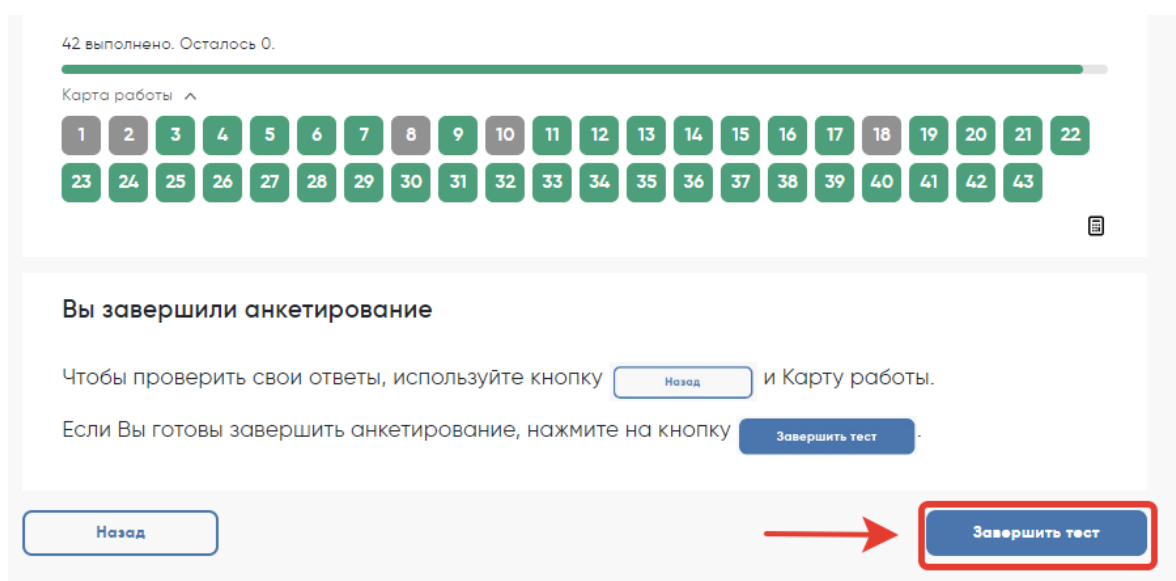 42 выполнено. Осталось 0.
Карта работы
1 2 3 4 5 6 7 8 9 10 11 12 13 14 15 16 17 18 19 20 21 22
23 24 25 26 27 28 29 30 31 32 33 34 35 36 37 38 39 40 41 42 43
Вы завершили анкетирование
Чтобы проверить свои ответы, используйте кнопку Назад и Карту работы.
Если Вы готовы завершить анкетирование, нажмите на кнопку Завершить тест .
Назад Завершить тест